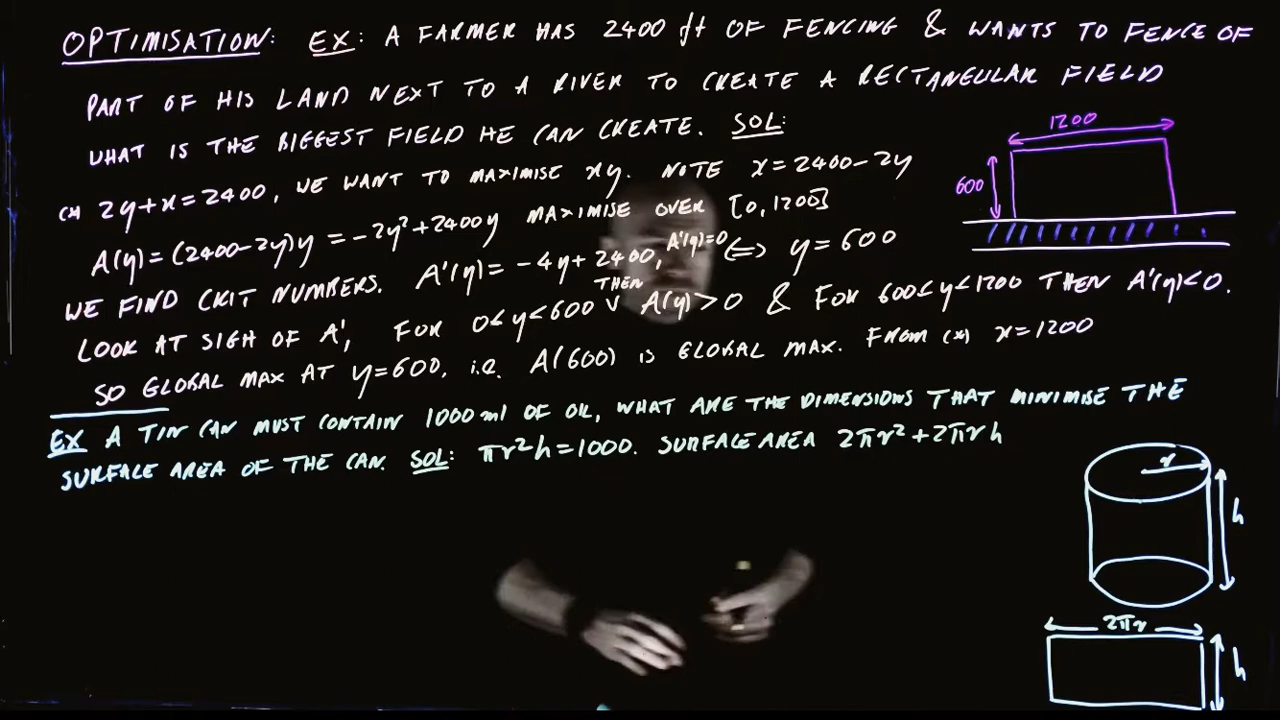 OPTIMISATION: EX: A FARMER HAS 2400 ft OF FENCING & WANTS TO FENCE OF
PART OF HIS LAND NEXT TO A RIVER TO CREATE A RECTANGULAR FIELD
WHAT IS THE BIGGEST FIELD HE CAN CREATE. SOL:
(*) 2y+x=2400, WE WANT TO MAXIMISE xy. NOTE x=2400-2y
A(y)=(2400-2y)y=-2y²+2400y MAXIMISE OVER [0,1200]
WE FIND CRIT NUMBERS. A'(y)=-4y+2400, A'(y)=0 ⟺ y=600
LOOK AT SIGN OF A', FOR 0<y<600 ∨ THEN A(y)>0 & FOR 600<y<1200 THEN A'(y)<0.
SO GLOBAL MAX AT y=600, i.e. A(600) IS GLOBAL MAX. FROM (*) x=1200
1200
600
EX A TIN CAN MUST CONTAIN 1000 ml OF OIL, WHAT ARE THE DIMENSIONS THAT MINIMISE THE
SURFACE AREA OF THE CAN. SOL: πr²h=1000. SURFACE AREA 2πr²+2πrh
r
h
2πr
h